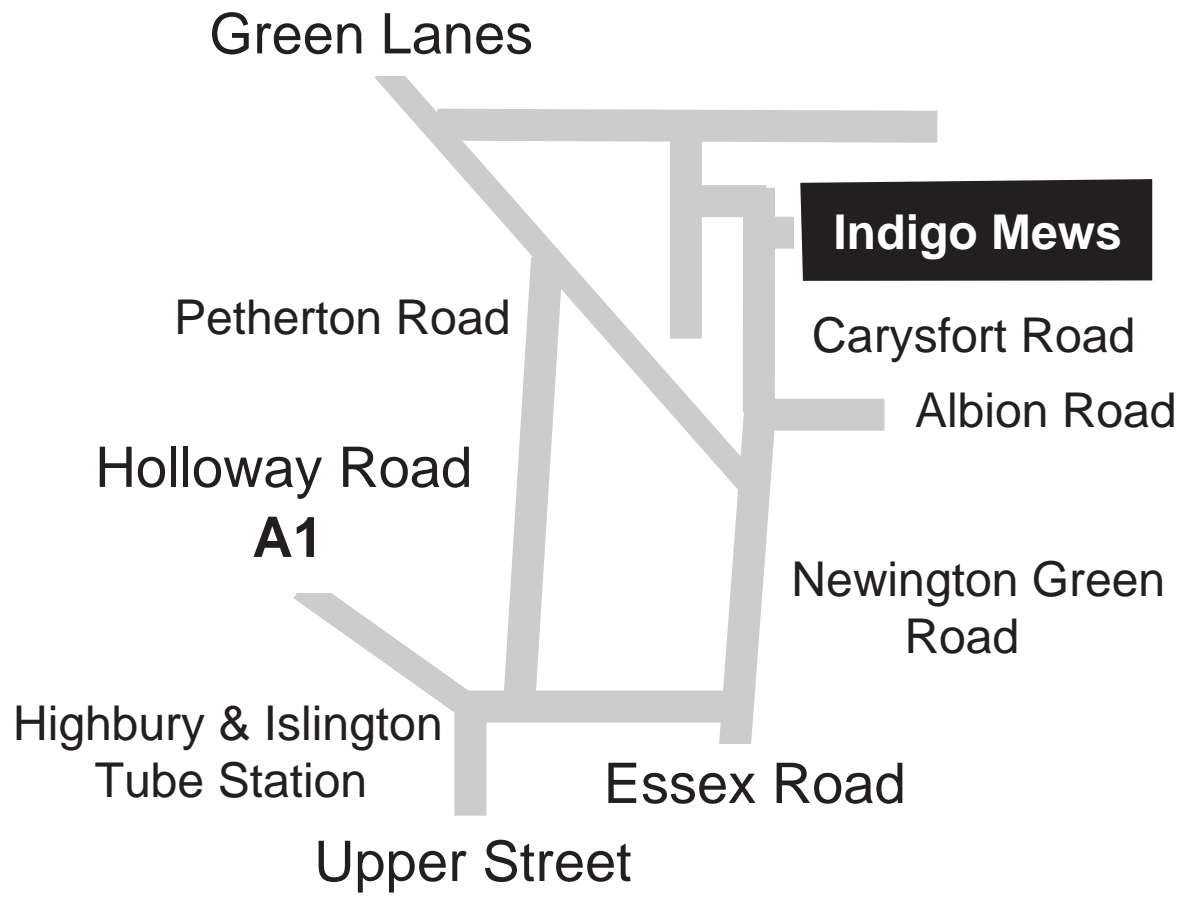 Green Lanes
Indigo Mews
Petherton Road
Carysfort Road
Albion Road
Holloway Road
A1
Newington Green
Road
Highbury & Islington
Tube Station
Essex Road
Upper Street